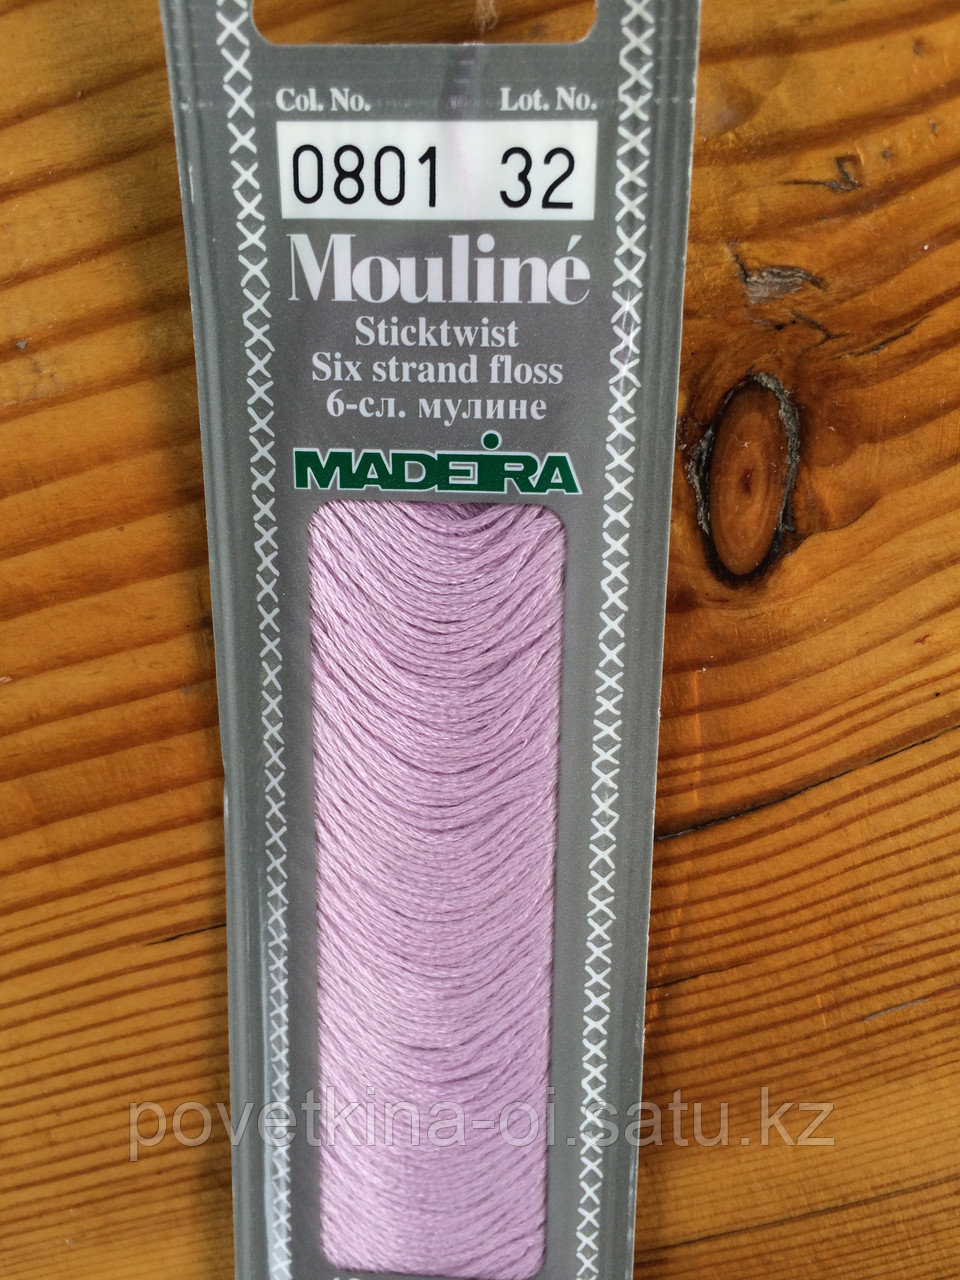 Col. No. Lot. No.
0801 32
Mouliné
Sticktwist
Six strand floss
6-сл. мулине
MADEIRA
povetkina-oi.satu.kz